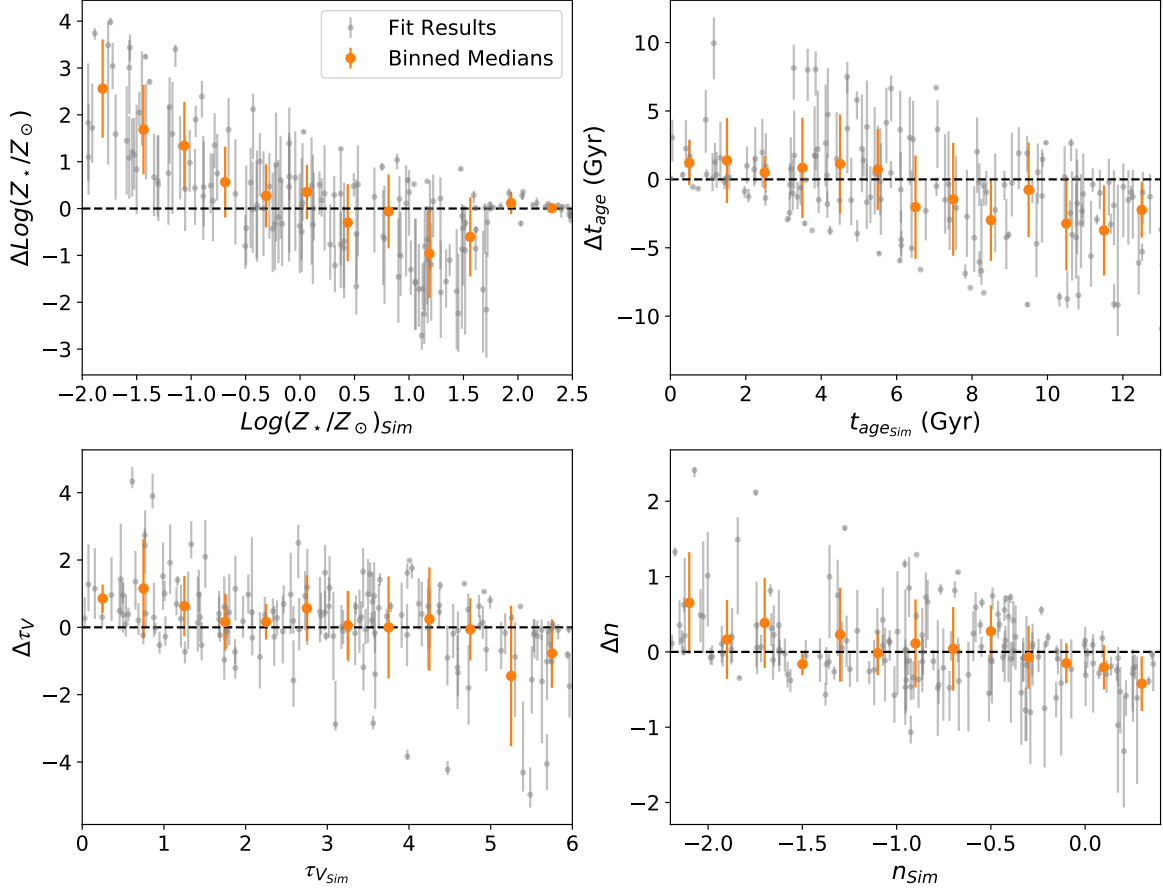 Fit Results
Binned Medians
ΔLog(Z⋆/Z⊙)
4
3
2
1
0
−1
−2
−3
−2.0 −1.5 −1.0 −0.5 0.0 0.5 1.0 1.5 2.0 2.5
Log(Z⋆/Z⊙)Sim
Δtage (Gyr)
10
5
0
−5
−10
0 2 4 6 8 10 12
tageSim (Gyr)
ΔτV
4
2
0
−2
−4
0 1 2 3 4 5 6
τVSim
Δn
2
1
0
−1
−2
−2.0 −1.5 −1.0 −0.5 0.0
nSim